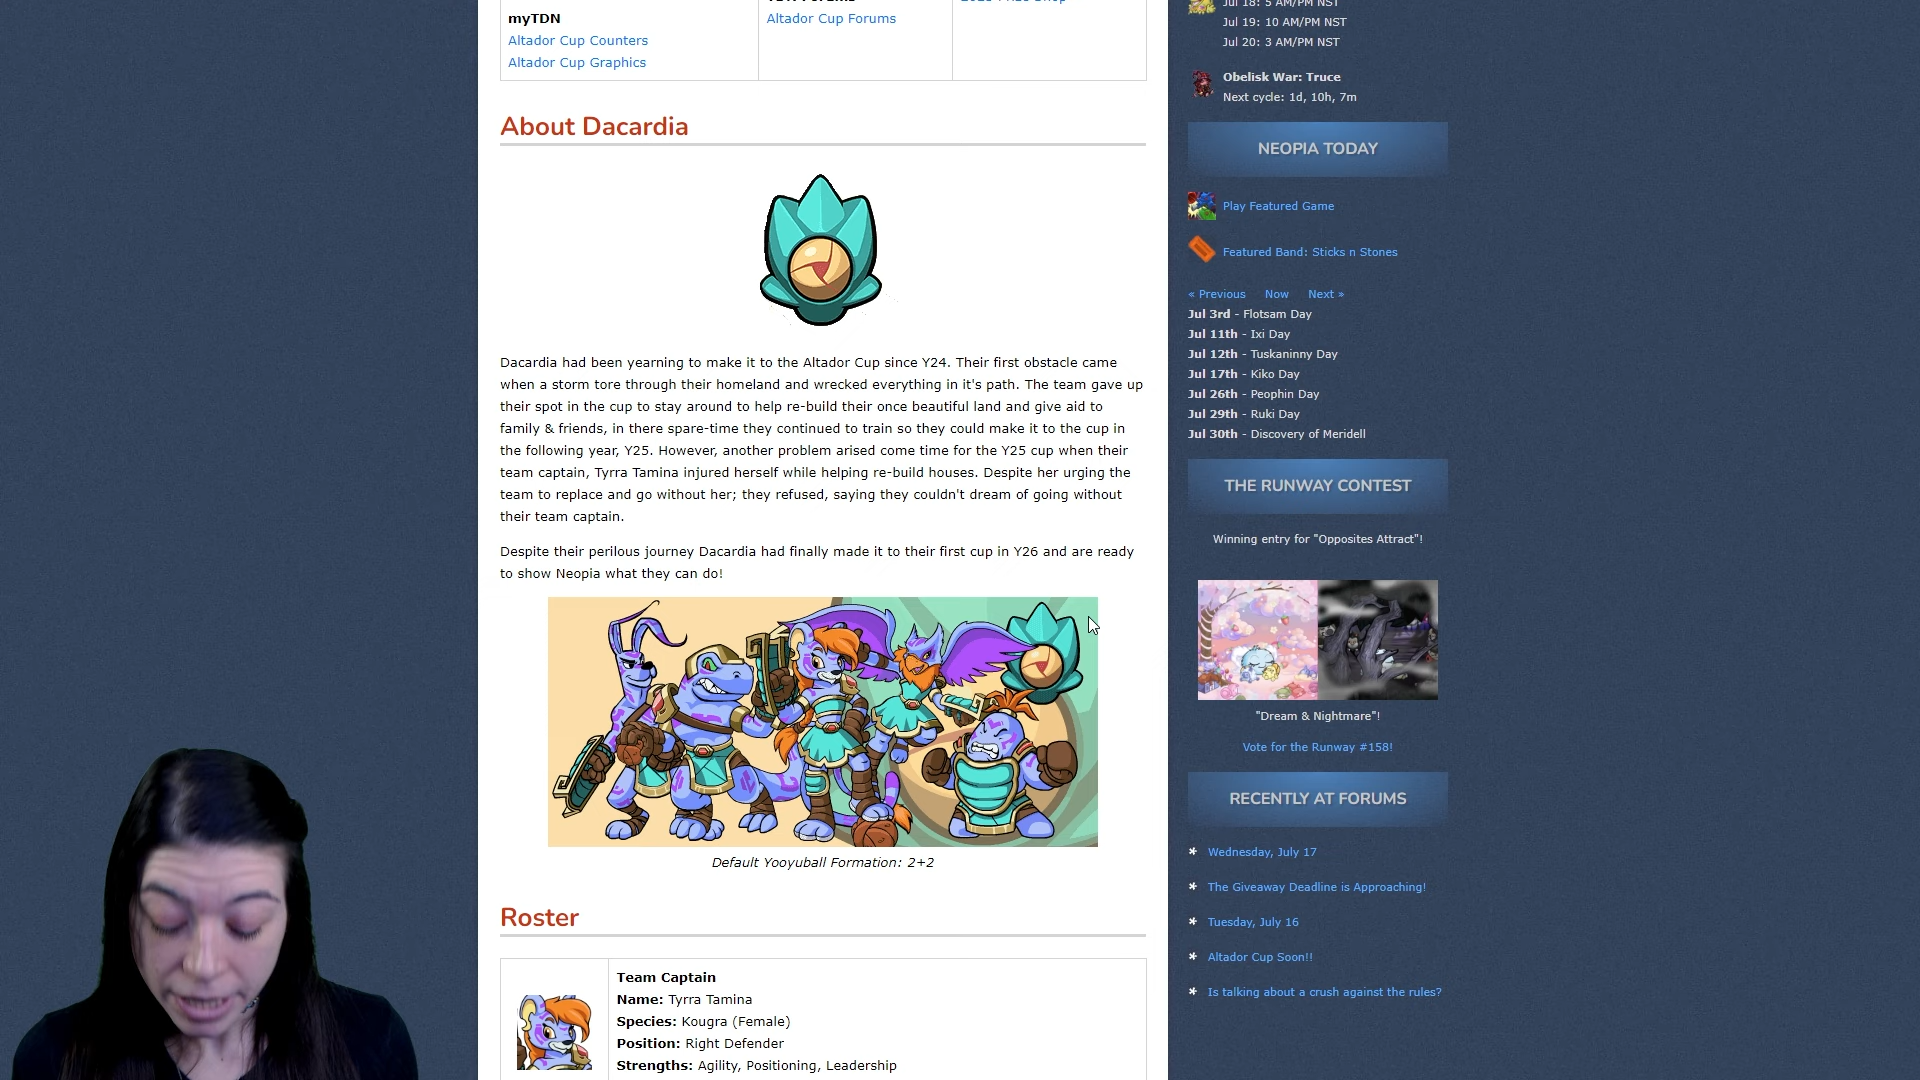 myTDN
Altador Cup Counters
Altador Cup Graphics
Altador Cup Forums
About Dacardia
Dacardia had been yearning to make it to the Altador Cup since Y24. Their first obstacle came
when a storm tore through their homeland and wrecked everything in it's path. The team gave up
their spot in the cup to stay around to help re-build their once beautiful land and give aid to
family & friends, in there spare-time they continued to train so they could make it to the cup in
the following year, Y25. However, another problem arised come time for the Y25 cup when their
team captain, Tyrra Tamina injured herself while helping re-build houses. Despite her urging the
team to replace and go without her; they refused, saying they couldn't dream of going without
their team captain.
Despite their perilous journey Dacardia had finally made it to their first cup in Y26 and are ready
to show Neopia what they can do!
Default Yooyuball Formation: 2+2
Roster
Team Captain
Name: Tyrra Tamina
Species: Kougra (Female)
Position: Right Defender
Strengths: Agility, Positioning, Leadership
Jul 18: 5 AM/PM NST
Jul 19: 10 AM/PM NST
Jul 20: 3 AM/PM NST
Obelisk War: Truce
Next cycle: 1d, 10h, 7m
NEOPIA TODAY
Play Featured Game
Featured Band: Sticks n Stones
« Previous Now Next »
Jul 3rd - Flotsam Day
Jul 11th - Ixi Day
Jul 12th - Tuskaninny Day
Jul 17th - Kiko Day
Jul 26th - Peophin Day
Jul 29th - Ruki Day
Jul 30th - Discovery of Meridell
THE RUNWAY CONTEST
Winning entry for "Opposites Attract"!
"Dream & Nightmare"!
Vote for the Runway #158!
RECENTLY AT FORUMS
* Wednesday, July 17
* The Giveaway Deadline is Approaching!
* Tuesday, July 16
* Altador Cup Soon!!
* Is talking about a crush against the rules?